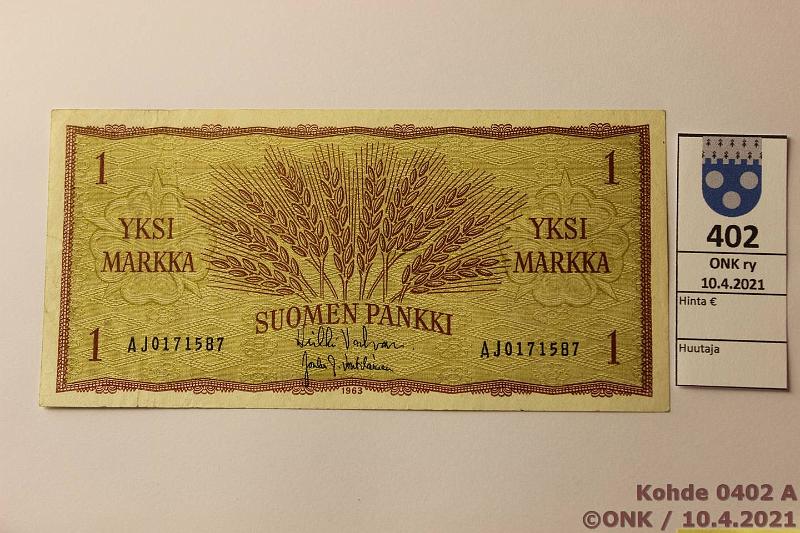 1
1
YKSI
MARKKA
YKSI
MARKKA
SUOMEN PANKKI
1
AJ0171587
AJ0171587
1
1963
402
ONK ry
10.4.2021
Hinta €
Huutaja
Kohde 0402 A
©ONK / 10.4.2021